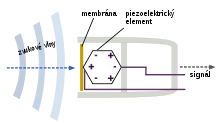 membrána
piezoelektrický
element
zvukové vlny
signál